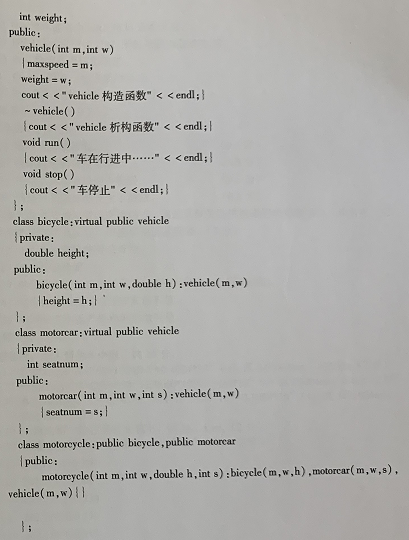 int weight;
public:
vehicle(int m,int w)
{maxspeed = m;
weight = w;
cout< <"vehicle 构造函数"< <endl;}
~vehicle()
{cout< <"vehicle 析构函数"< <endl;}
void run()
{cout< <"车在行进中……"< <endl;}
void stop()
{cout< <"车停止"< <endl;}
};
class bicycle:virtual public vehicle
{private:
double height;
public:
bicycle(int m,int w,double h):vehicle(m,w)
{height = h;}
};
class motorcar:virtual public vehicle
{private:
int seatnum;
public:
motorcar(int m,int w,int s):vehicle(m,w)
{seatnum = s;}
};
class motorcycle:public bicycle,public motorcar
{public:
motorcycle(int m,int w,double h,int s):bicycle(m,w,h),motorcar(m,w,s),
vehicle(m,w){}
};